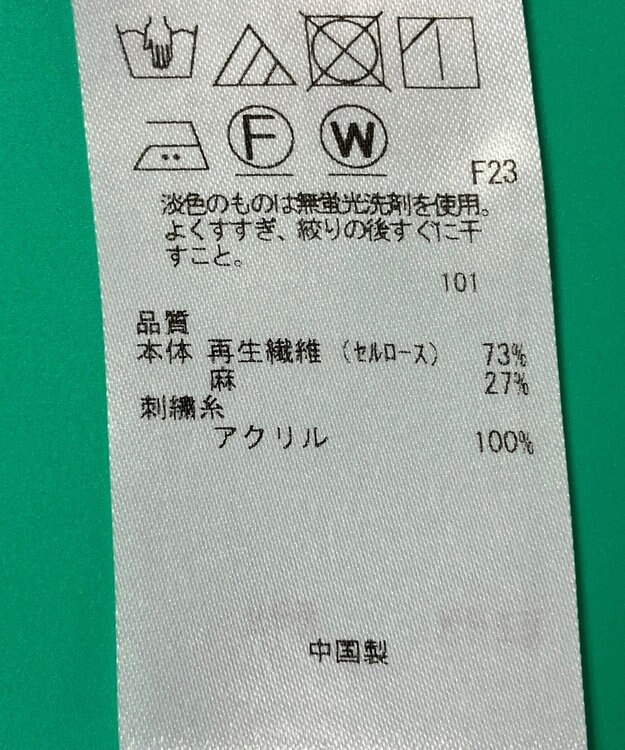 F W
F23
淡色のものは無蛍光洗剤を使用。
よくすすぎ、絞りの後すぐに干
すこと。
101
品質
本体 再生繊維（セルロース） 73%
麻 27%
刺繍糸
アクリル 100%
中国製